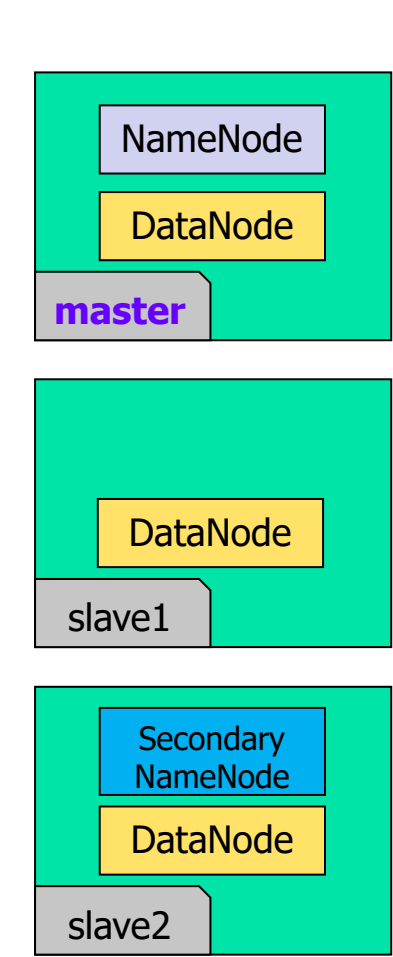 NameNode
DataNode
master
DataNode
slave1
Secondary
NameNode
DataNode
slave2